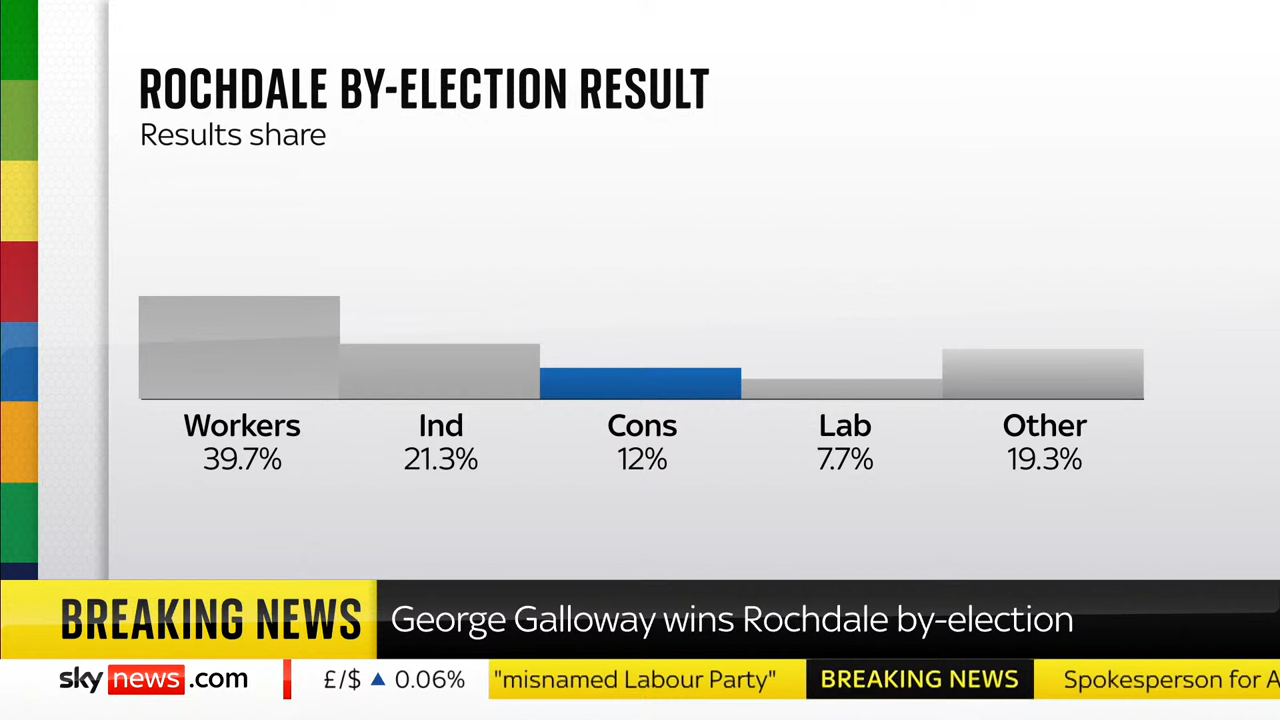 ROCHDALE BY-ELECTION RESULT
Results share
Workers Ind Cons Lab Other
39.7% 21.3% 12% 7.7% 19.3%
BREAKING NEWS George Galloway wins Rochdale by-election
sky news .com £/$ ▲ 0.06% "misnamed Labour Party" BREAKING NEWS Spokesperson for A